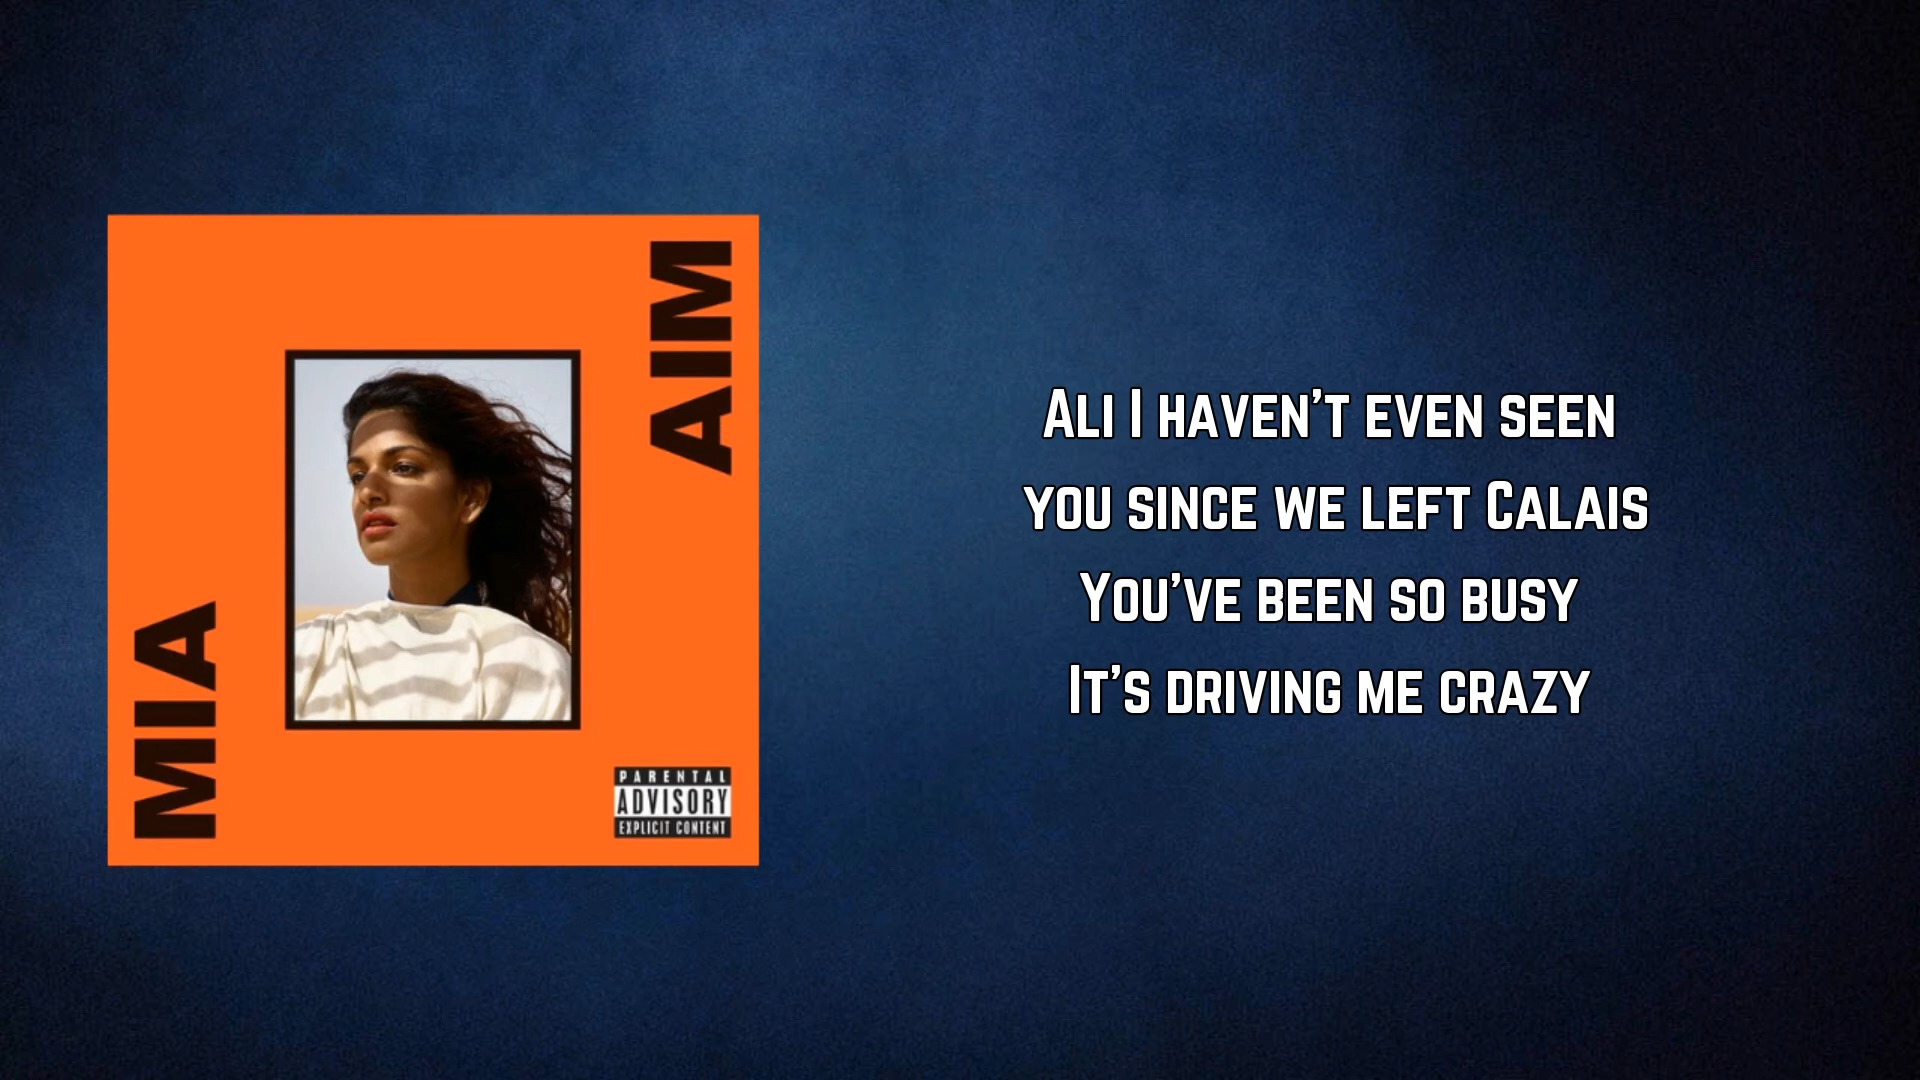 AIM
MIA
PARENTAL
ADVISORY
EXPLICIT CONTENT
Ali I haven't even seen
you since we left Calais
You've been so busy
It's driving me crazy